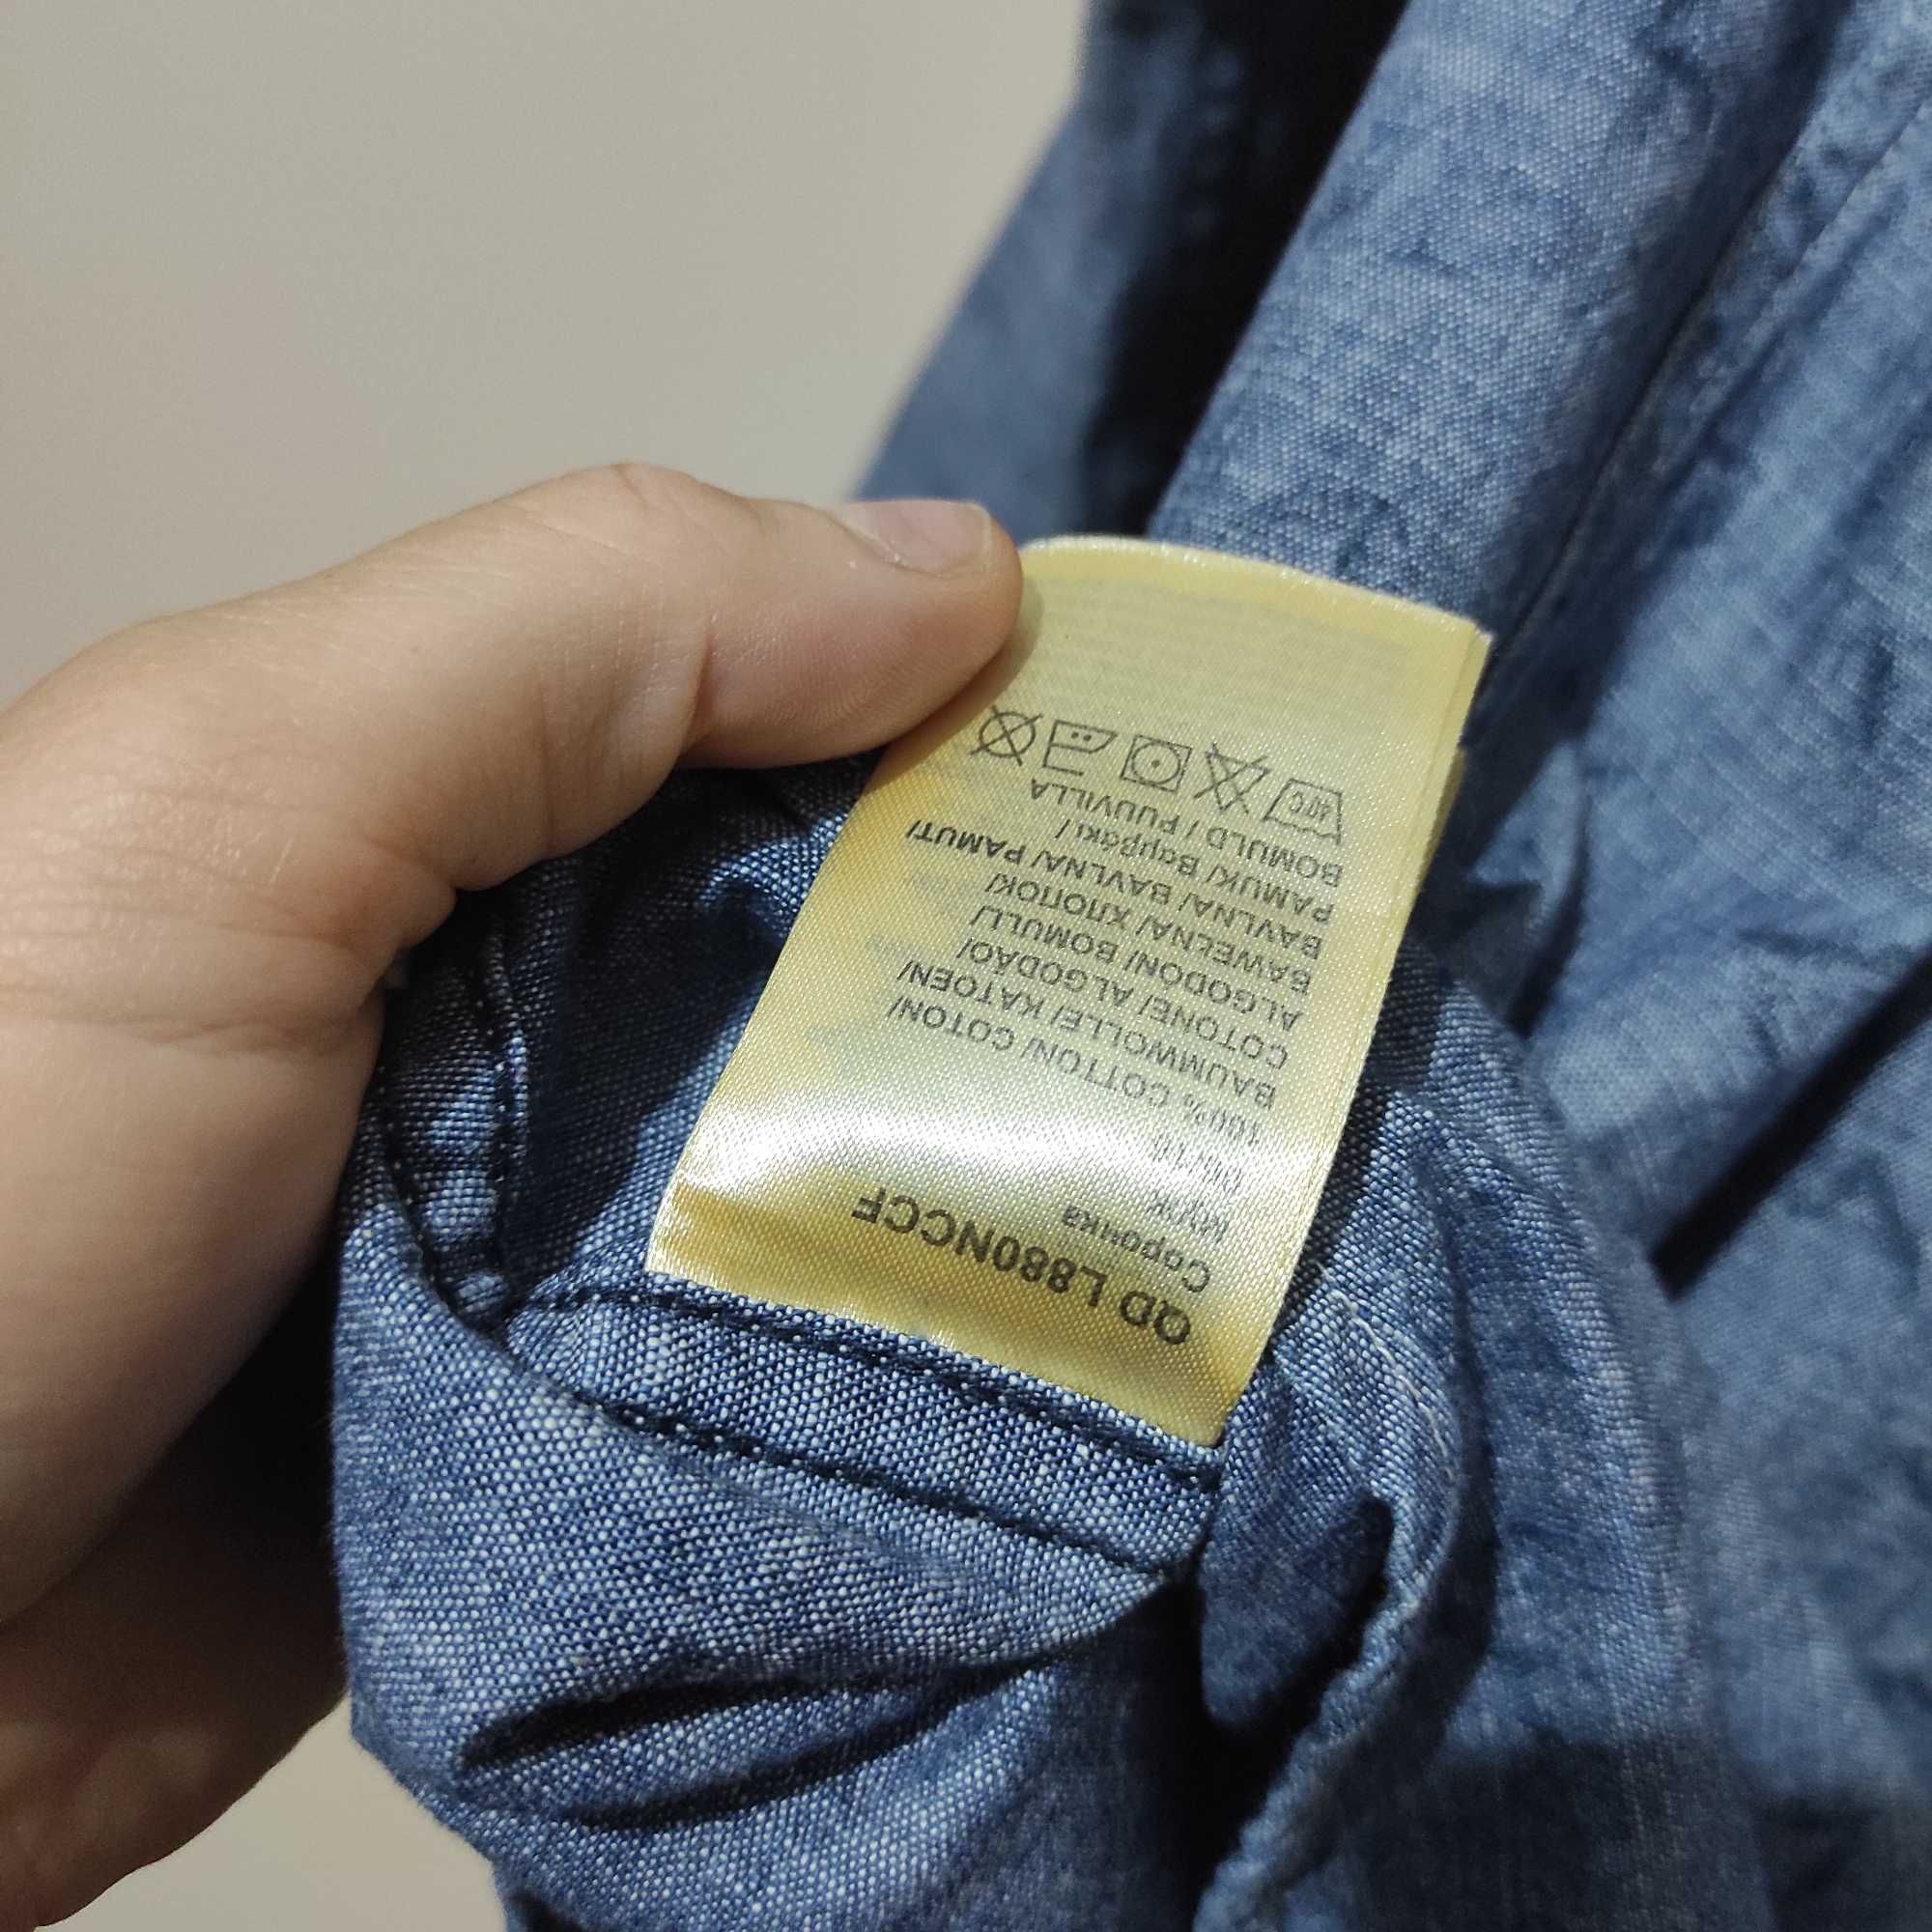 QD L880NCCF
Сорочка
100% COTTON/ COTON/
BAUMWOLLE/ KATOEN/
COTONE/ ALGODÃO/
ALGODÓN/ BOMULL/
BAWEŁNA/ ХЛОПОК/
BAVLNA/ BAVLNA/ PAMUT/
PAMUK/ Βαμβάκι /
BOMULD / PUUVILLA
40°C